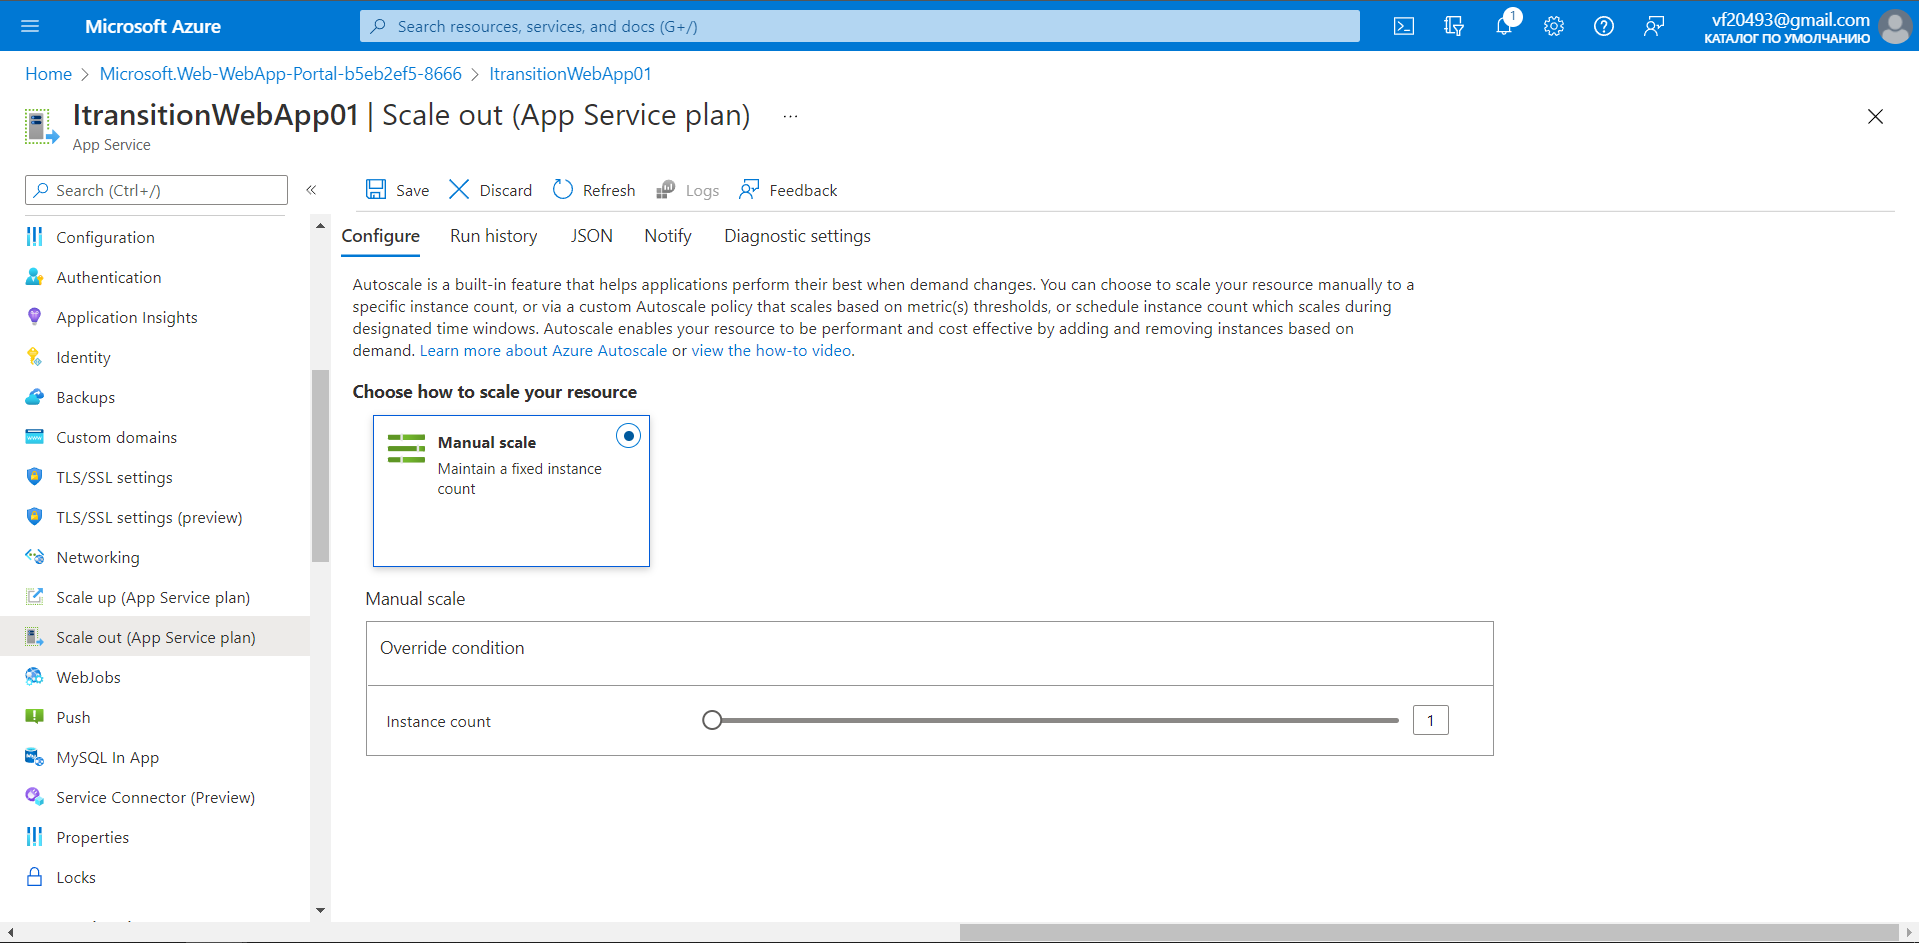 Microsoft Azure
Search resources, services, and docs (G+/)
1
vf20493@gmail.com
КАТАЛОГ ПО УМОЛЧАНИЮ
Home > Microsoft.Web-WebApp-Portal-b5eb2ef5-8666 > ItransitionWebApp01
ItransitionWebApp01 | Scale out (App Service plan) ...
App Service
Search (Ctrl+/) «
Save Discard Refresh Logs Feedback
Configuration
Authentication
Application Insights
Identity
Backups
Custom domains
TLS/SSL settings
TLS/SSL settings (preview)
Networking
Scale up (App Service plan)
Scale out (App Service plan)
WebJobs
Push
MySQL In App
Service Connector (Preview)
Properties
Locks
Configure Run history JSON Notify Diagnostic settings
Autoscale is a built-in feature that helps applications perform their best when demand changes. You can choose to scale your resource manually to a
specific instance count, or via a custom Autoscale policy that scales based on metric(s) thresholds, or schedule instance count which scales during
designated time windows. Autoscale enables your resource to be performant and cost effective by adding and removing instances based on
demand. Learn more about Azure Autoscale or view the how-to video.
Choose how to scale your resource
Manual scale
Maintain a fixed instance
count
Manual scale
Override condition
Instance count 1